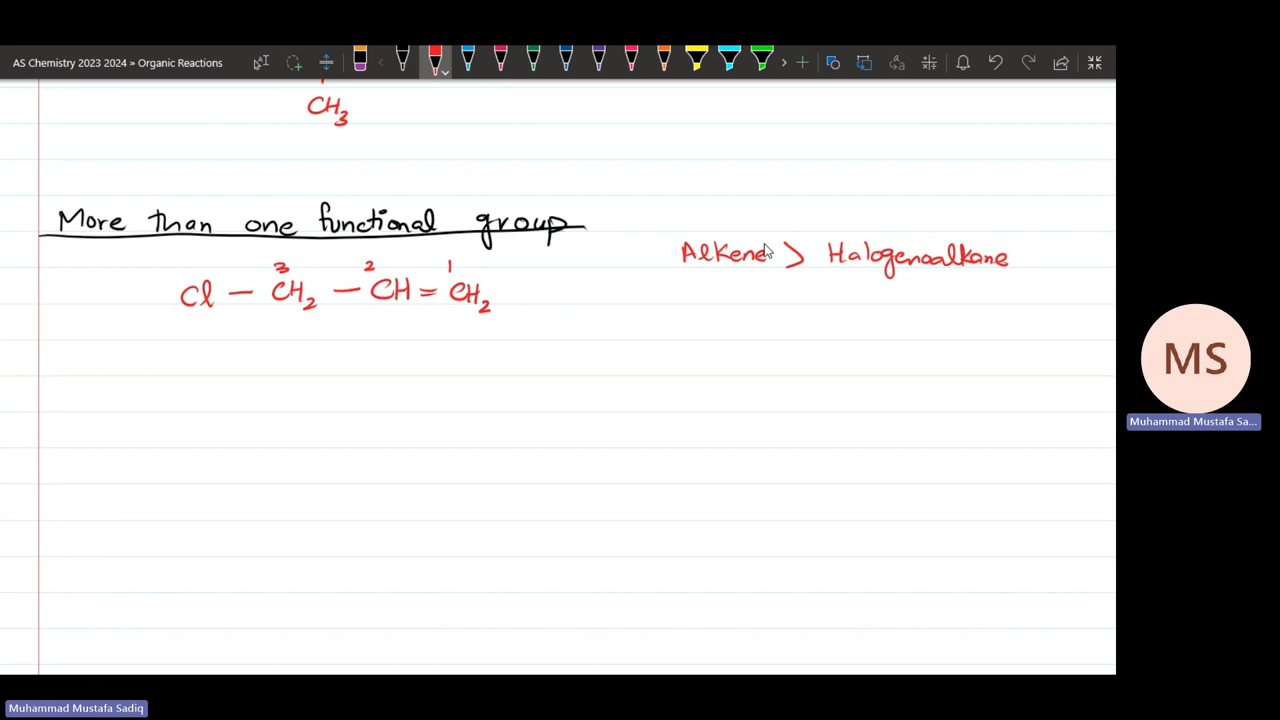 AS Chemistry 2023 2024 » Organic Reactions
CH3
More than one functional group
Alkene > Halogenoalkane
3 2 1
Cl — CH2 — CH = CH2
MS
Muhammad Mustafa Sa...
Muhammad Mustafa Sadiq